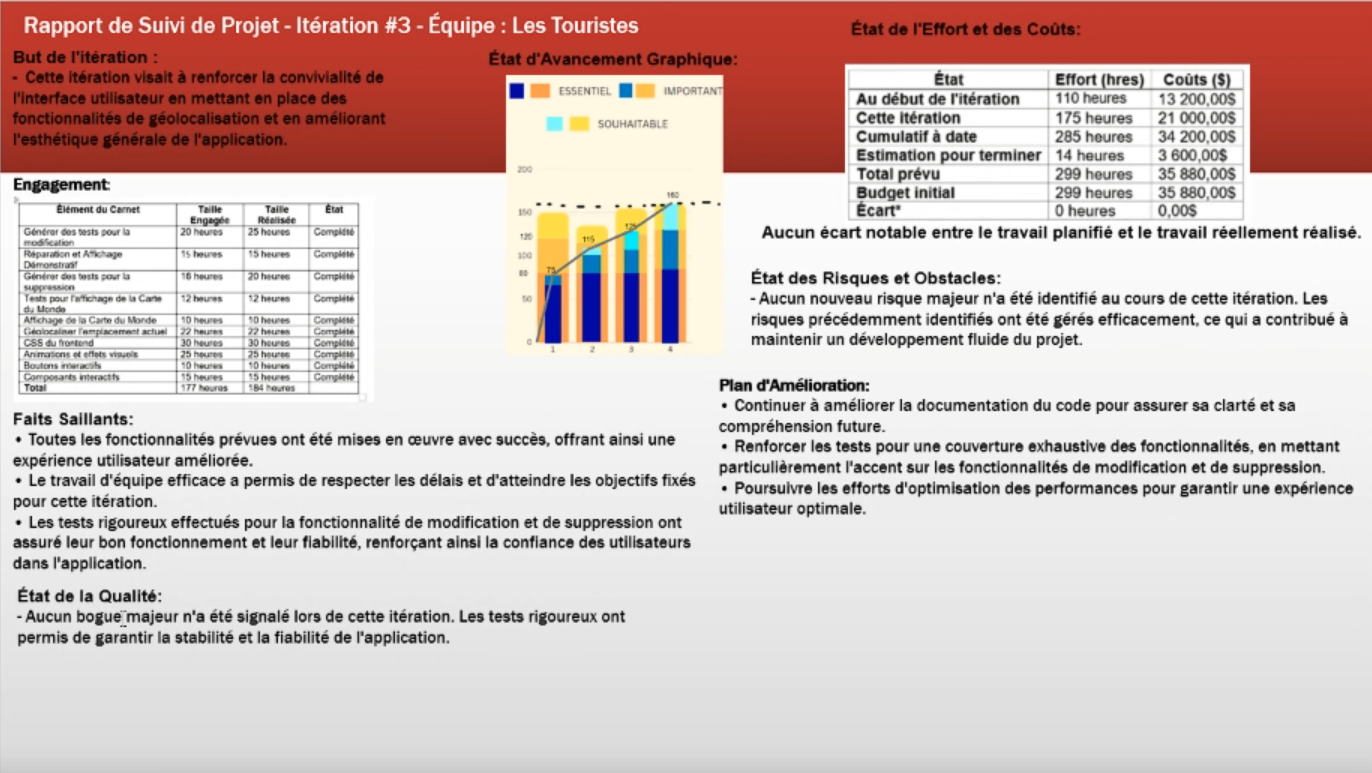 Rapport de Suivi de Projet - Itération #3 - Équipe : Les Touristes
But de l'itération :
- Cette itération visait à renforcer la convivialité de
l'interface utilisateur en mettant en place des
fonctionnalités de géolocalisation et en améliorant
l'esthétique générale de l'application.
Engagement:
Élément du Carnet Taille Engagée Taille Réalisée État
Générer des tests pour la modification 20 heures 25 heures Complété
Réparation et Affichage Démonstratif 15 heures 15 heures Complété
Générer des tests pour la suppression 16 heures 20 heures Complété
Tests pour l'affichage de la Carte du Monde 12 heures 12 heures Complété
Affichage de la Carte du Monde 10 heures 10 heures Complété
Géolocaliser l'emplacement actuel 22 heures 22 heures Complété
CSS du frontend 30 heures 30 heures Complété
Animations et effets visuels 25 heures 25 heures Complété
Boutons interactifs 10 heures 10 heures Complété
Composants interactifs 15 heures 15 heures Complété
Total 177 heures 184 heures
Faits Saillants:
• Toutes les fonctionnalités prévues ont été mises en œuvre avec succès, offrant ainsi une
expérience utilisateur améliorée.
• Le travail d'équipe efficace a permis de respecter les délais et d'atteindre les objectifs fixés
pour cette itération.
• Les tests rigoureux effectués pour la fonctionnalité de modification et de suppression ont
assuré leur bon fonctionnement et leur fiabilité, renforçant ainsi la confiance des utilisateurs
dans l'application.
État de la Qualité:
- Aucun bogue majeur n'a été signalé lors de cette itération. Les tests rigoureux ont
permis de garantir la stabilité et la fiabilité de l'application.
État d'Avancement Graphique:
ESSENTIEL IMPORTANT
SOUHAITABLE
200
150
120
100
80
50
0
75 115 125 160
1 2 3 4
État de l'Effort et des Coûts:
État Effort (hres) Coûts ($)
Au début de l'itération 110 heures 13 200,00$
Cette itération 175 heures 21 000,00$
Cumulatif à date 285 heures 34 200,00$
Estimation pour terminer 14 heures 3 600,00$
Total prévu 299 heures 35 880,00$
Budget initial 299 heures 35 880,00$
Écart* 0 heures 0,00$
Aucun écart notable entre le travail planifié et le travail réellement réalisé.
État des Risques et Obstacles:
- Aucun nouveau risque majeur n'a été identifié au cours de cette itération. Les
risques précédemment identifiés ont été gérés efficacement, ce qui a contribué à
maintenir un développement fluide du projet.
Plan d'Amélioration:
• Continuer à améliorer la documentation du code pour assurer sa clarté et sa
compréhension future.
• Renforcer les tests pour une couverture exhaustive des fonctionnalités, en mettant
particulièrement l'accent sur les fonctionnalités de modification et de suppression.
• Poursuivre les efforts d'optimisation des performances pour garantir une expérience
utilisateur optimale.